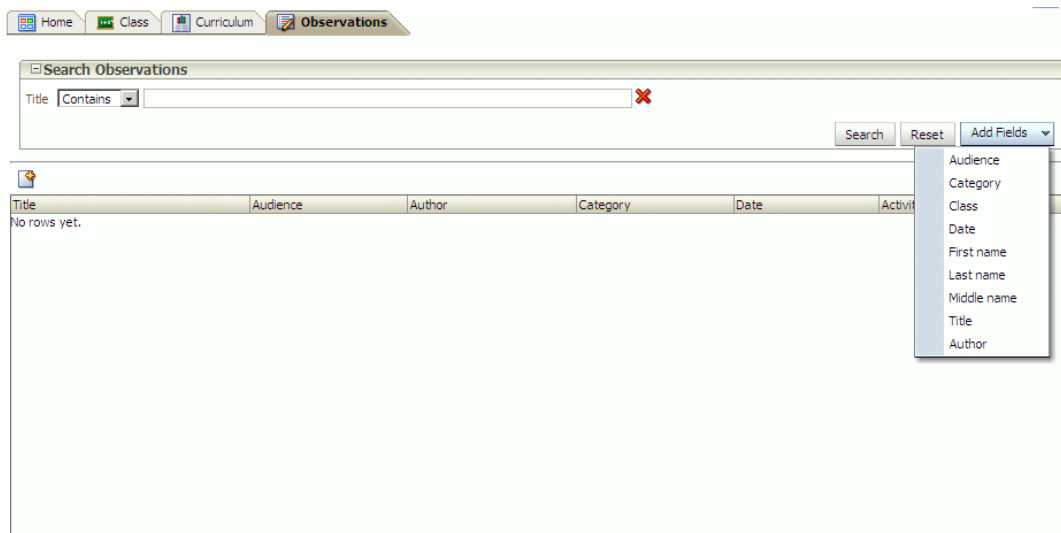 Home Class Curriculum Observations
Search Observations
Title Contains
Search Reset Add Fields
Audience
Category
Class
Date
First name
Last name
Middle name
Title
Author
Title Audience Author Category Date
No rows yet.